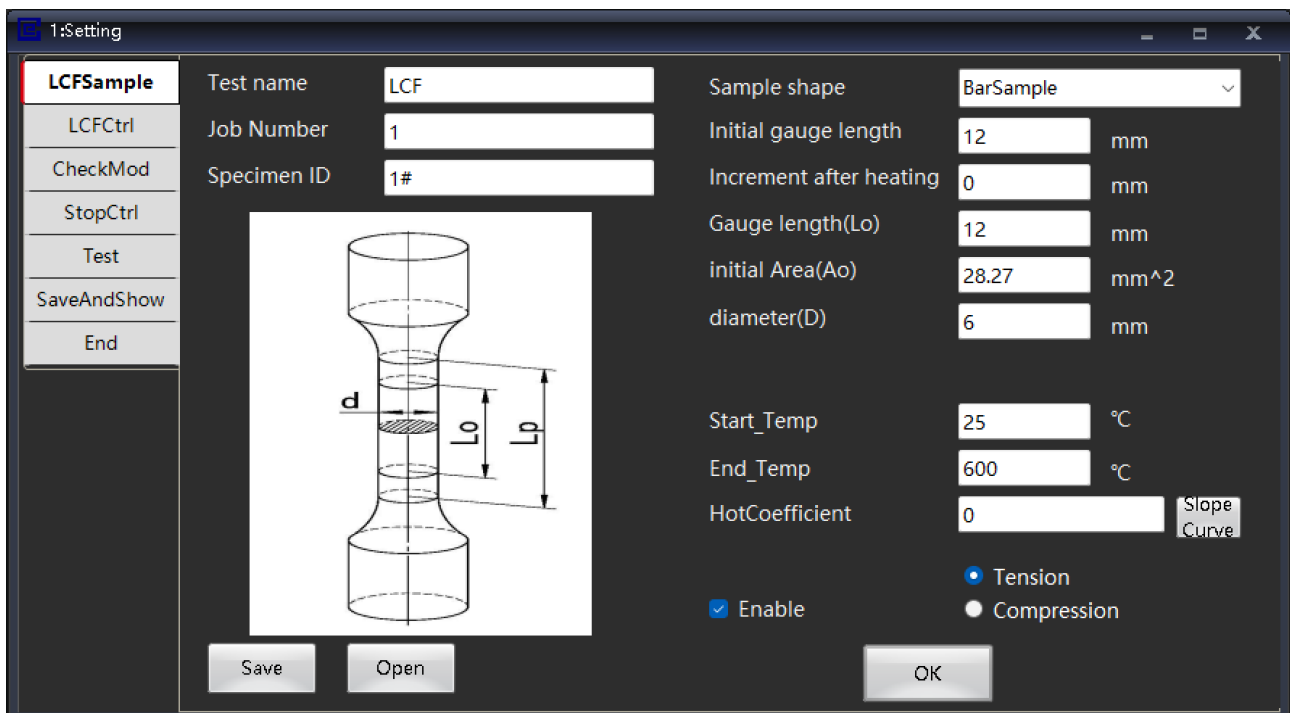 1:Setting
LCFSample
LCFCtrl
CheckMod
StopCtrl
Test
SaveAndShow
End
Test name LCF
Job Number 1
Specimen ID 1#
d
Lo
Lp
Save Open
Sample shape BarSample
Initial gauge length 12 mm
Increment after heating 0 mm
Gauge length(Lo) 12 mm
initial Area(Ao) 28.27 mm^2
diameter(D) 6 mm
Start_Temp 25 ℃
End_Temp 600 ℃
HotCoefficient 0 Slope
Curve
Tension
Enable Compression
OK